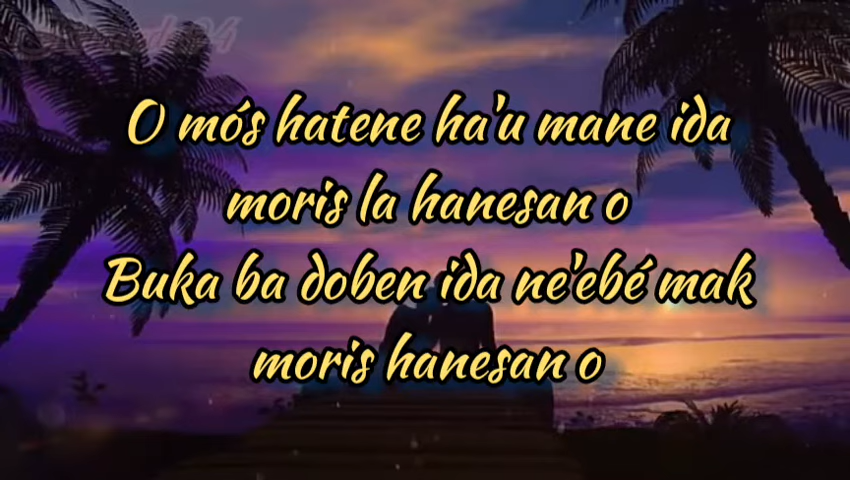 O mós hatene ha'u mane ida
moris la hanesan o
Buka ba doben ida ne'ebé mak
moris hanesan o